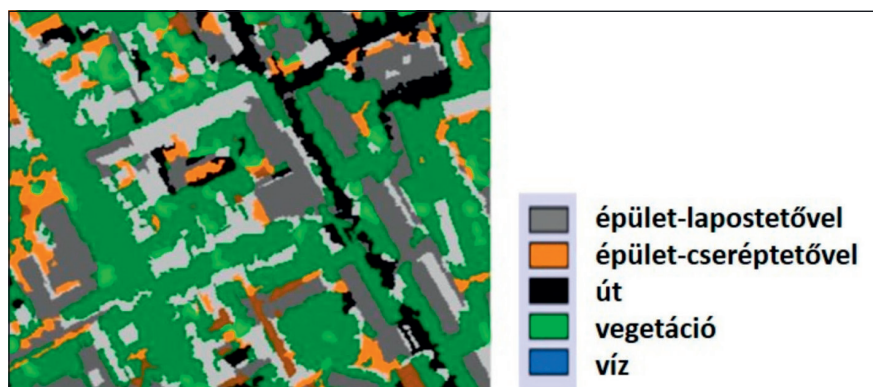 épület-lapostetővel
épület-cseréptetővel
út
vegetáció
víz